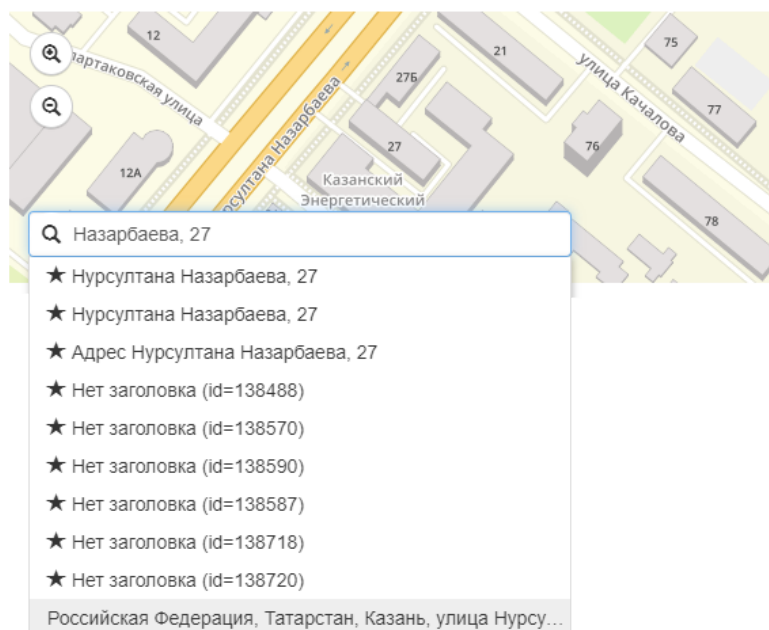 12
21
75
партаковская улица
27Б
улица Качалова
77
12А
рсултана Назарбаева
27
76
Казанский
Энергетический
78
Назарбаева, 27
★ Нурсултана Назарбаева, 27
★ Нурсултана Назарбаева, 27
★ Адрес Нурсултана Назарбаева, 27
★ Нет заголовка (id=138488)
★ Нет заголовка (id=138570)
★ Нет заголовка (id=138590)
★ Нет заголовка (id=138587)
★ Нет заголовка (id=138718)
★ Нет заголовка (id=138720)
Российская Федерация, Татарстан, Казань, улица Нурсу...